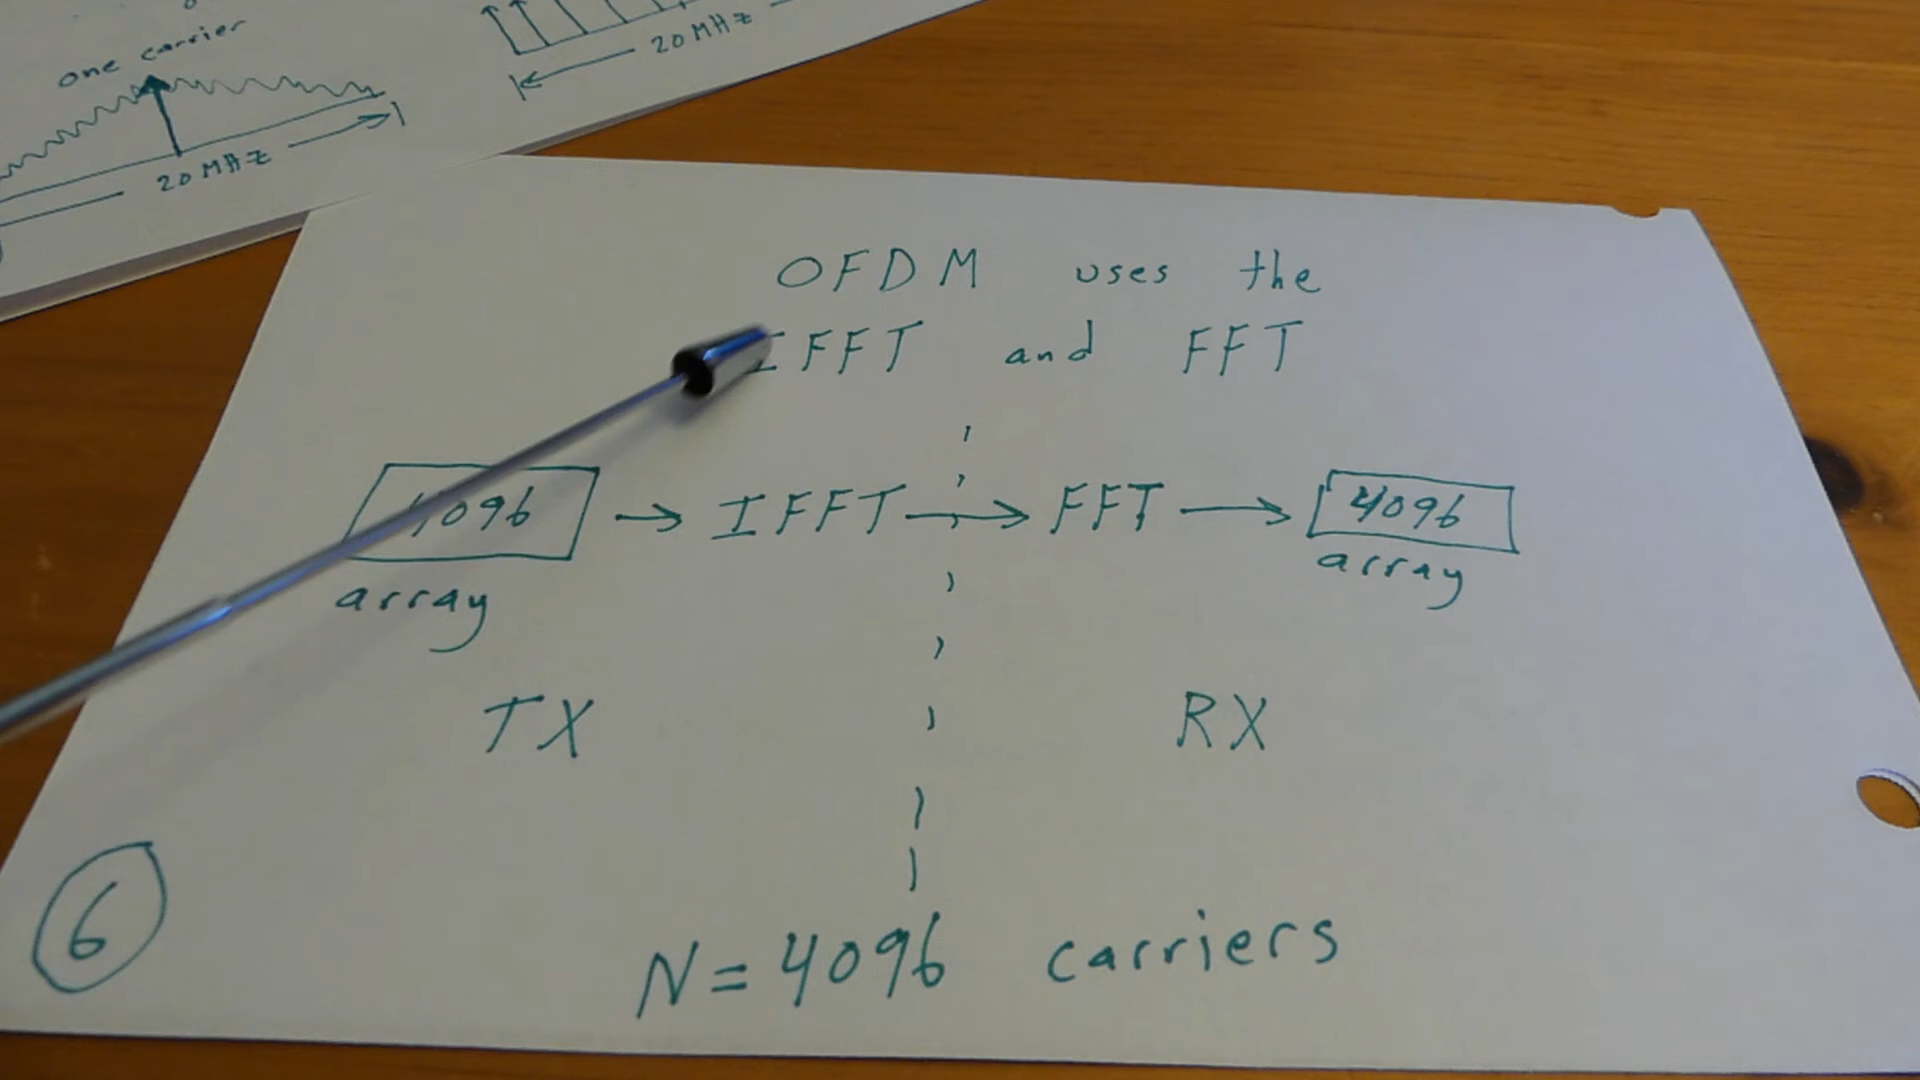 one carrier
20 MHz
20 MHz
OFDM uses the
IFFT and FFT
4096 → IFFT → FFT → 4096
array array
TX RX
6
N=4096 carriers